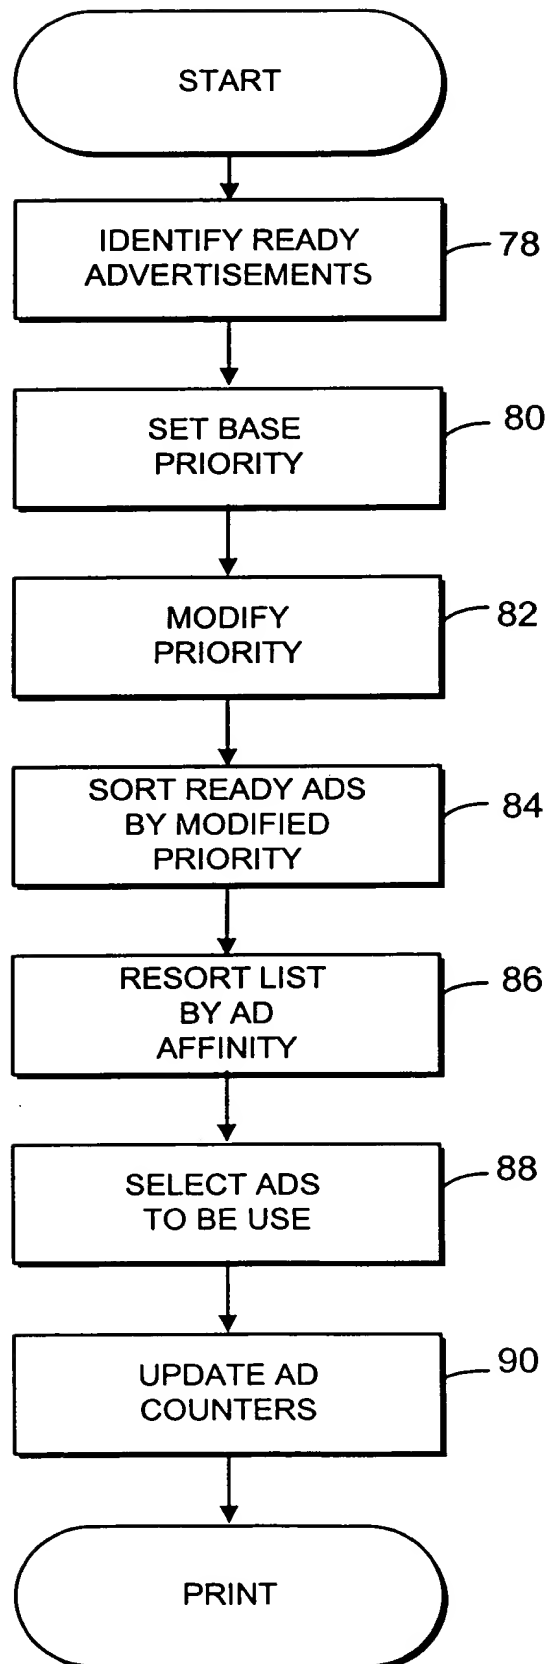 START
IDENTIFY READY
ADVERTISEMENTS
78
SET BASE
PRIORITY
80
MODIFY
PRIORITY
82
SORT READY ADS
BY MODIFIED
PRIORITY
84
RESORT LIST
BY AD
AFFINITY
86
SELECT ADS
TO BE USE
88
UPDATE AD
COUNTERS
90
PRINT